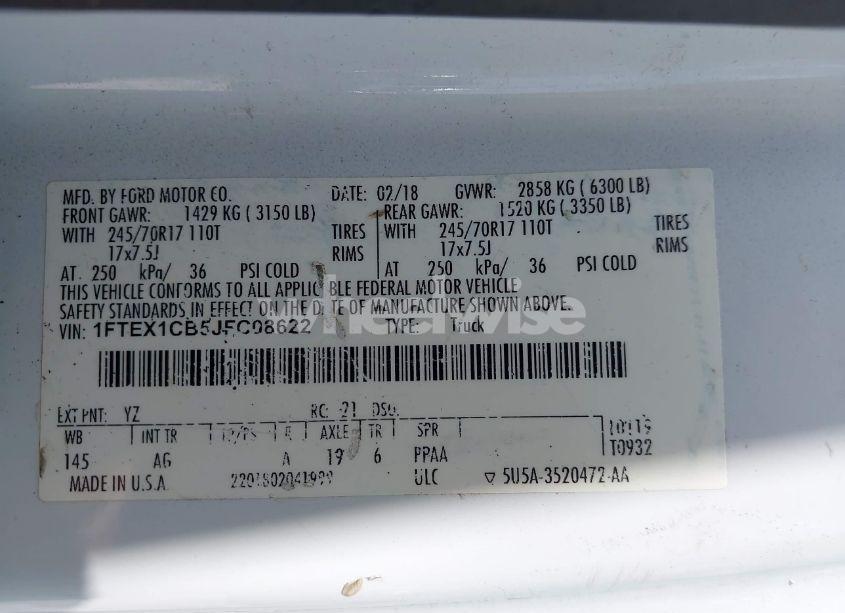 MFD. BY FORD MOTOR CO. DATE: 02/18 GVWR: 2858 KG ( 6300 LB)
FRONT GAWR: 1429 KG ( 3150 LB) REAR GAWR: 1520 KG ( 3350 LB)
WITH 245/70R17 110T TIRES WITH 245/70R17 110T TIRES
17x7.5J RIMS 17x7.5J RIMS
AT 250 kPa/ 36 PSI COLD AT 250 kPa/ 36 PSI COLD
THIS VEHICLE CONFORMS TO ALL APPLIC BLE FEDERAL MOTOR VEHICLE
SAFETY STANDARDS IN EFFECT ON THE D TE OF MANUFACTURE SHOWN ABOVE.
VIN: 1FTEX1CB5JFC08622 TYPE: Truck
wheelwise
EXT PNT: YZ RC: 21 DSO:
WB INT TR AXLE TR SPR
145 AG A 19 6 PPAA T0932
MADE IN U.S.A. ULC ▽ 5U5A-3520472-AA